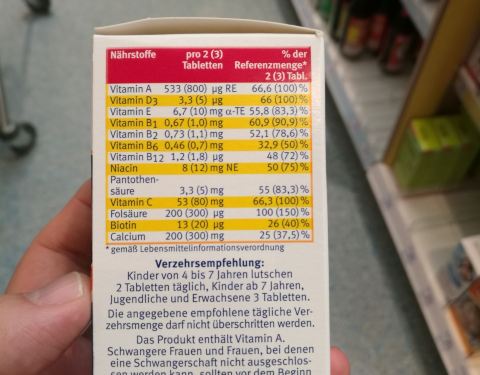 Nährstoffe pro 2 (3) % der
Tabletten Referenzmenge*
2 (3) Tabl.
Vitamin A 533 (800) µg RE 66,6 (100) %
Vitamin D3 3,3 (5) µg 66 (100) %
Vitamin E 6,7 (10) mg α-TE 55,8 (83,3) %
Vitamin B1 0,67 (1,0) mg 60,9 (90,9) %
Vitamin B2 0,73 (1,1) mg 52,1 (78,6) %
Vitamin B6 0,46 (0,7) mg 32,9 (50) %
Vitamin B12 1,2 (1,8) µg 48 (72) %
Niacin 8 (12) mg NE 50 (75) %
Pantothen-
säure 3,3 (5) mg 55 (83,3) %
Vitamin C 53 (80) mg 66,3 (100) %
Folsäure 200 (300) µg 100 (150) %
Biotin 13 (20) µg 26 (40) %
Calcium 200 (300) mg 25 (37,5) %
* gemäß Lebensmittelinformationsverordnung
Verzehrsempfehlung:
Kinder von 4 bis 7 Jahren lutschen
2 Tabletten täglich, Kinder ab 7 Jahren,
Jugendliche und Erwachsene 3 Tabletten.
Die angegebene empfohlene tägliche Ver-
zehrsmenge darf nicht überschritten werden.
Das Produkt enthält Vitamin A.
Schwangere Frauen und Frauen, bei denen
eine Schwangerschaft nicht ausgeschlos-
sen werden kann, sollten vor dem Beginn